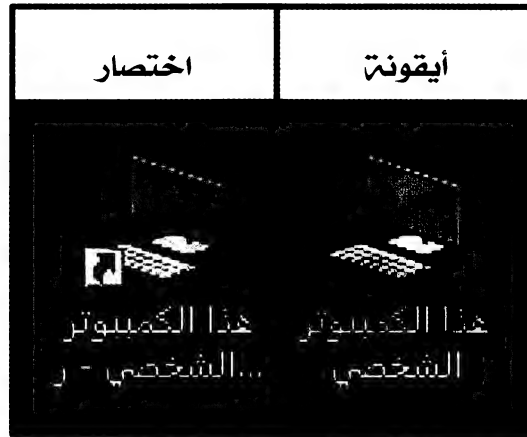 أيقونة
اختصار
هذا الكمبيوتر
الشخصي
هذا الكمبيوتر
الشخصي - ر...